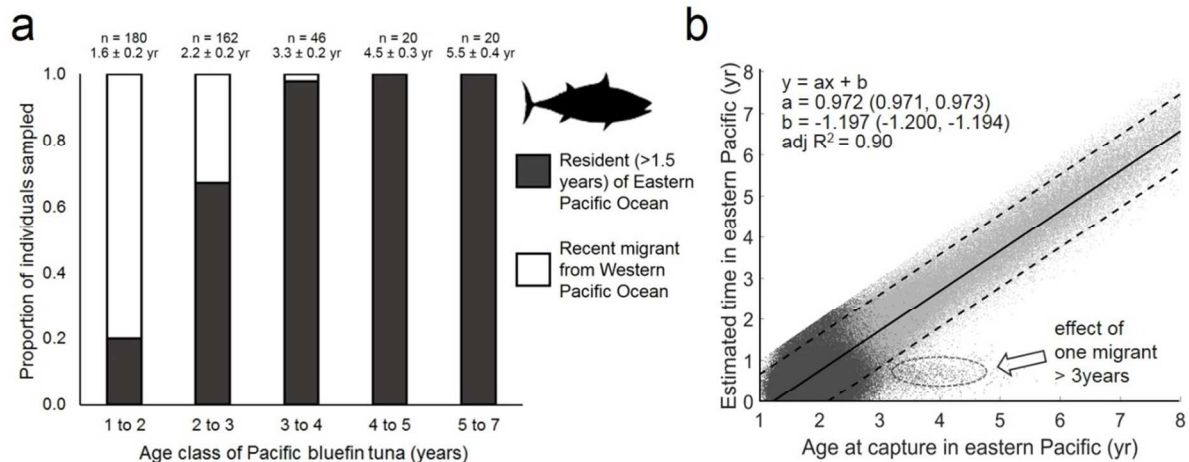 a
n = 180 n = 162 n = 46 n = 20 n = 20
1.6 ± 0.2 yr 2.2 ± 0.2 yr 3.3 ± 0.2 yr 4.5 ± 0.3 yr 5.5 ± 0.4 yr
1.0
0.8
0.6
0.4
0.2
0.0
Proportion of individuals sampled
1 to 2 2 to 3 3 to 4 4 to 5 5 to 7
Age class of Pacific bluefin tuna (years)
Resident (>1.5
years) of Eastern
Pacific Ocean
Recent migrant
from Western
Pacific Ocean
b
y = ax + b
a = 0.972 (0.971, 0.973)
b = -1.197 (-1.200, -1.194)
adj R² = 0.90
8
7
6
5
4
3
2
1
0
Estimated time in eastern Pacific (yr)
effect of
one migrant
> 3years
1 2 3 4 5 6 7 8
Age at capture in eastern Pacific (yr)